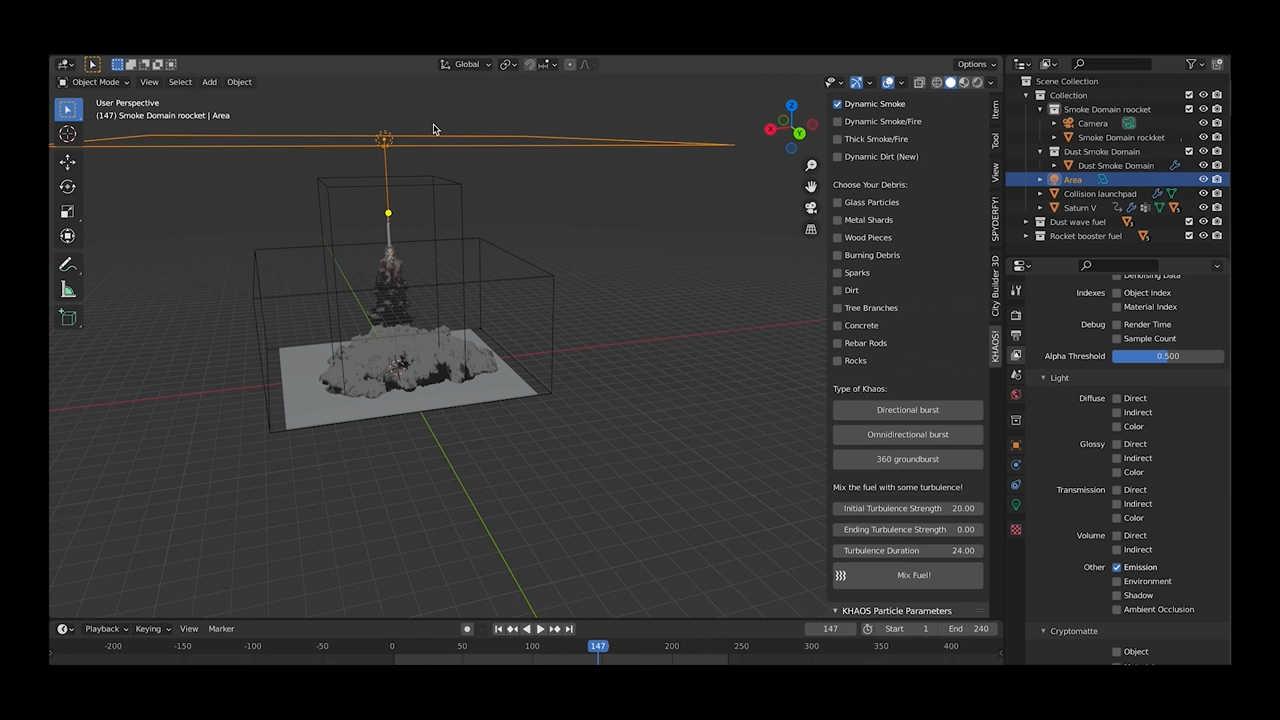 Global
Options
Object Mode
View
Select
Add
Object
User Perspective
(147) Smoke Domain roocket | Area
X
Y
Z
Dynamic Smoke
Dynamic Smoke/Fire
Thick Smoke/Fire
Dynamic Dirt (New)
Choose Your Debris:
Glass Particles
Metal Shards
Wood Pieces
Burning Debris
Sparks
Dirt
Tree Branches
Concrete
Rebar Rods
Rocks
Type of Khaos:
Directional burst
Omnidirectional burst
360 groundburst
Mix the fuel with some turbulence!
Initial Turbulence Strength 20.00
Ending Turbulence Strength 0.00
Turbulence Duration 24.00
Mix Fuel!
KHAOS Particle Parameters
Item
Tool
View
SPYDERFY!
City Builder 3D
KHAOS!
Scene Collection
Collection
Smoke Domain roocket
Camera
Smoke Domain rokket
Dust Smoke Domain
Dust Smoke Domain
Area
Collision launchpad
Saturn V
Dust wave fuel
Rocket booster fuel
Denoising Data
Indexes Object Index
Material Index
Debug Render Time
Sample Count
Alpha Threshold 0.500
Light
Diffuse Direct
Indirect
Color
Glossy Direct
Indirect
Color
Transmission Direct
Indirect
Color
Volume Direct
Indirect
Other Emission
Environment
Shadow
Ambient Occlusion
Cryptomatte
Object
Playback
Keying
View
Marker
147
Start 1
End 240
-200 -150 -100 -50 0 50 100 147 200 250 300 350 400